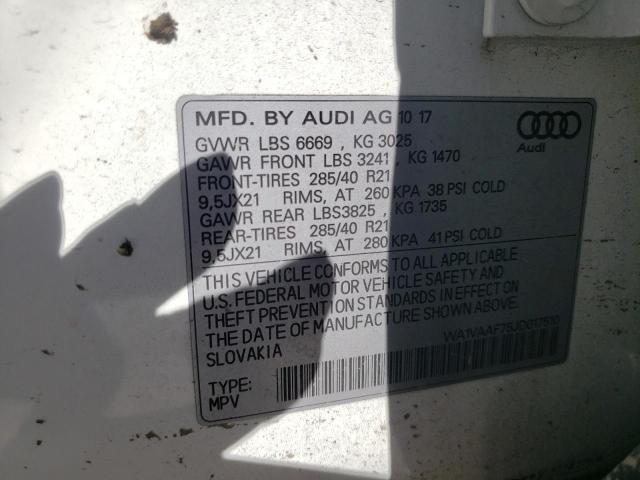 MFD. BY AUDI AG 10 17
Audi
GVWR LBS 6669 , KG 3025
GAWR FRONT LBS 3241 , KG 1470
FRONT-TIRES 285/40 R21
9,5JX21 RIMS, AT 260 KPA 38 PSI COLD
GAWR REAR LBS3825 , KG 1735
REAR-TIRES 285/40 R21
9,5JX21 RIMS, AT 280 KPA 41 PSI COLD
THIS VEHICLE CONFORMS TO ALL APPLICABLE
U.S. FEDERAL MOTOR VEHICLE SAFETY AND
THEFT PREVENTION STANDARDS IN EFFECT ON
THE DATE OF MANUFACTURE SHOWN ABOVE.
SLOVAKIA
WA1VAAF75JD017510
TYPE:
MPV